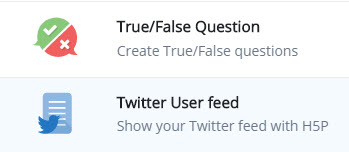 True/False Question
Create True/False questions
Twitter User feed
Show your Twitter feed with H5P